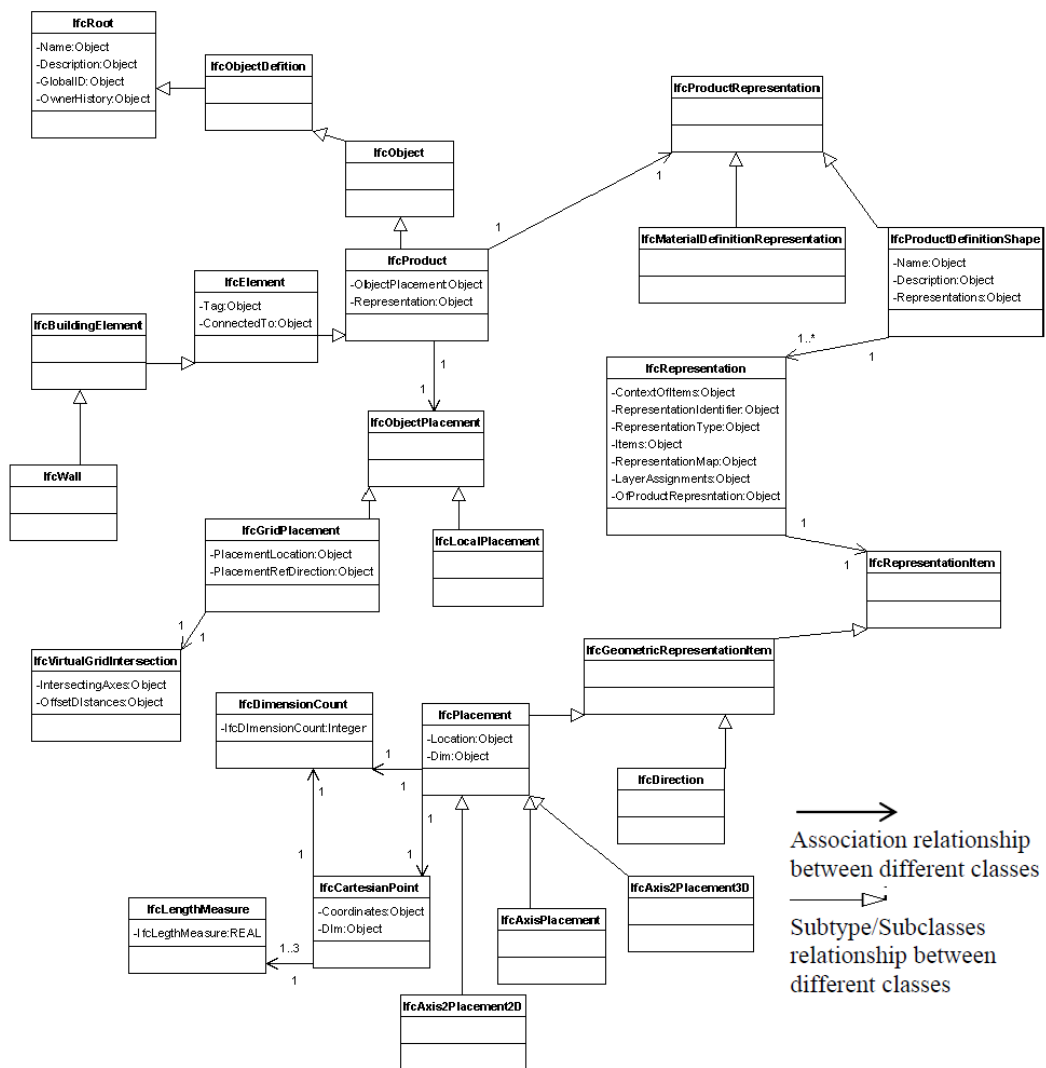 IfcRoot
-Name:Object
-Description:Object
-GlobalID:Object
-OwnerHistory:Object
IfcObjectDefition
IfcObject
IfcProductRepresentation
1
1
IfcMaterialDefinitionRepresentation
IfcProductDefinitionShape
-Name:Object
-Description:Object
-Representations:Object
IfcProduct
-ObjectPlacement:Object
-Representation:Object
IfcElement
-Tag:Object
-ConnectedTo:Object
IfcBuildingElement
IfcWall
1
1
IfcObjectPlacement
1..*
1
IfcRepresentation
-ContextOfItems:Object
-RepresentationIdentifier:Object
-RepresentationType:Object
-Items:Object
-RepresentationMap:Object
-LayerAssignments:Object
-OfProductRepresntation:Object
IfcGridPlacement
-PlacementLocation:Object
-PlacementRefDirection:Object
IfcLocalPlacement
1
1
IfcRepresentationItem
1
1
IfcVirtualGridIntersection
-IntersectingAxes:Object
-OffsetDIstances:Object
IfcGeometricRepresentationItem
IfcDimensionCount
-IfcDImensionCount:Integer
IfcPlacement
-Location:Object
-Dim:Object
1
1
IfcDirection
1
1
1
1
IfcCartesianPoint
-Coordinates:Object
-DIm:Object
IfcLengthMeasure
-IfcLegthMeasure:REAL
1..3
1
IfcAxisPlacement
IfcAxis2Placement3D
IfcAxis2Placement2D
Association relationship
between different classes
Subtype/Subclasses
relationship between
different classes